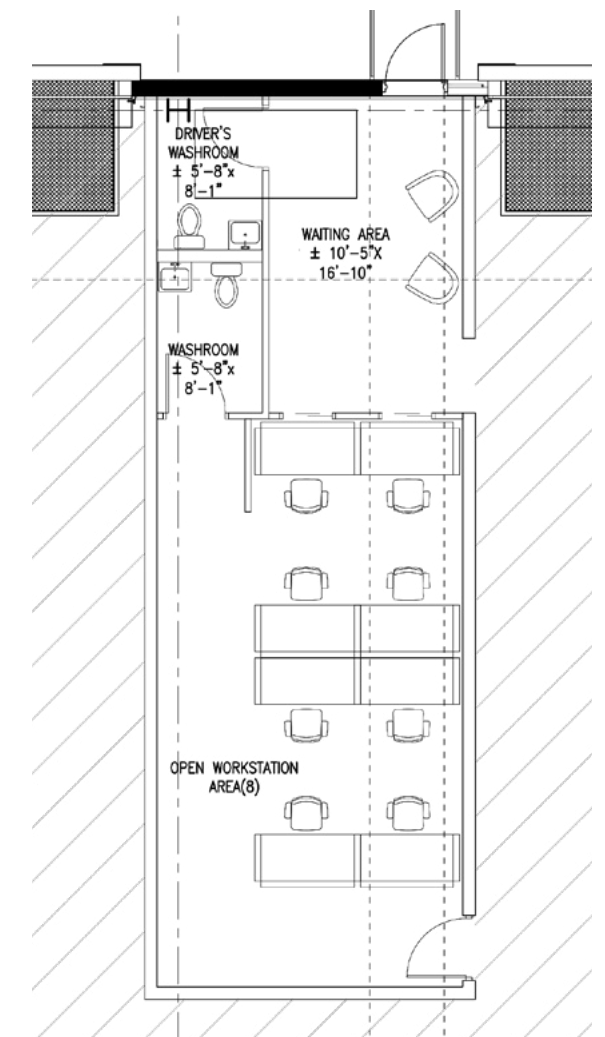 DRIVER'S
WASHROOM
± 5'-8"x
8'-1"
WAITING AREA
± 10'-5"X
16'-10"
WASHROOM
± 5'-8"x
8'-1"
OPEN WORKSTATION
AREA(8)